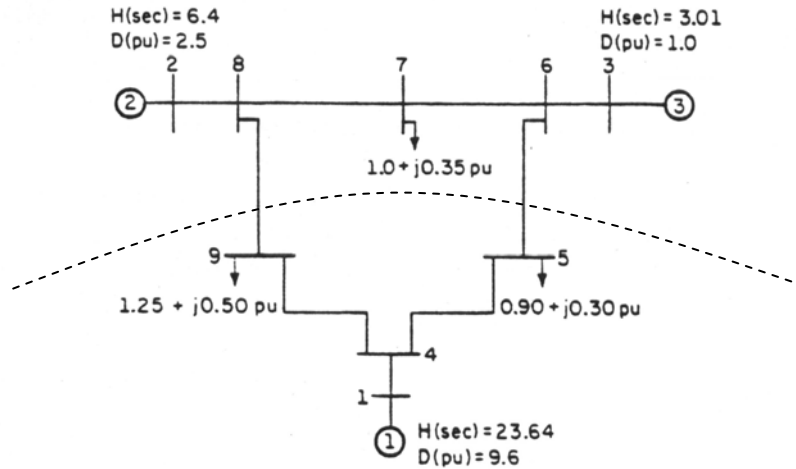 H(sec)=6.4
D(pu)=2.5
H(sec)=3.01
D(pu)=1.0
2
8
7
6
3
2
3
1.0+j0.35 pu
9
5
1.25 + j0.50 pu
0.90+j0.30 pu
4
1
1
H(sec)=23.64
D(pu)=9.6